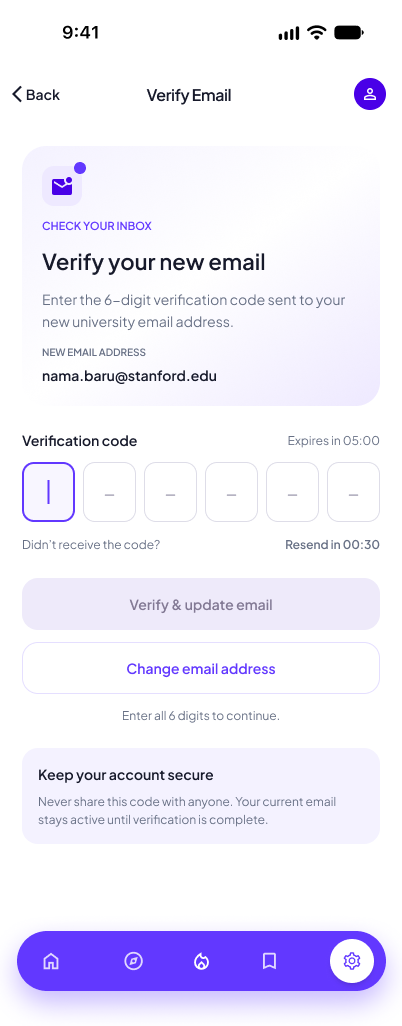 9:41
Back
Verify Email
CHECK YOUR INBOX
Verify your new email
Enter the 6-digit verification code sent to your
new university email address.
NEW EMAIL ADDRESS
nama.baru@stanford.edu
Verification code
Expires in 05:00
– – – – –
Didn't receive the code?
Resend in 00:30
Verify & update email
Change email address
Enter all 6 digits to continue.
Keep your account secure
Never share this code with anyone. Your current email
stays active until verification is complete.